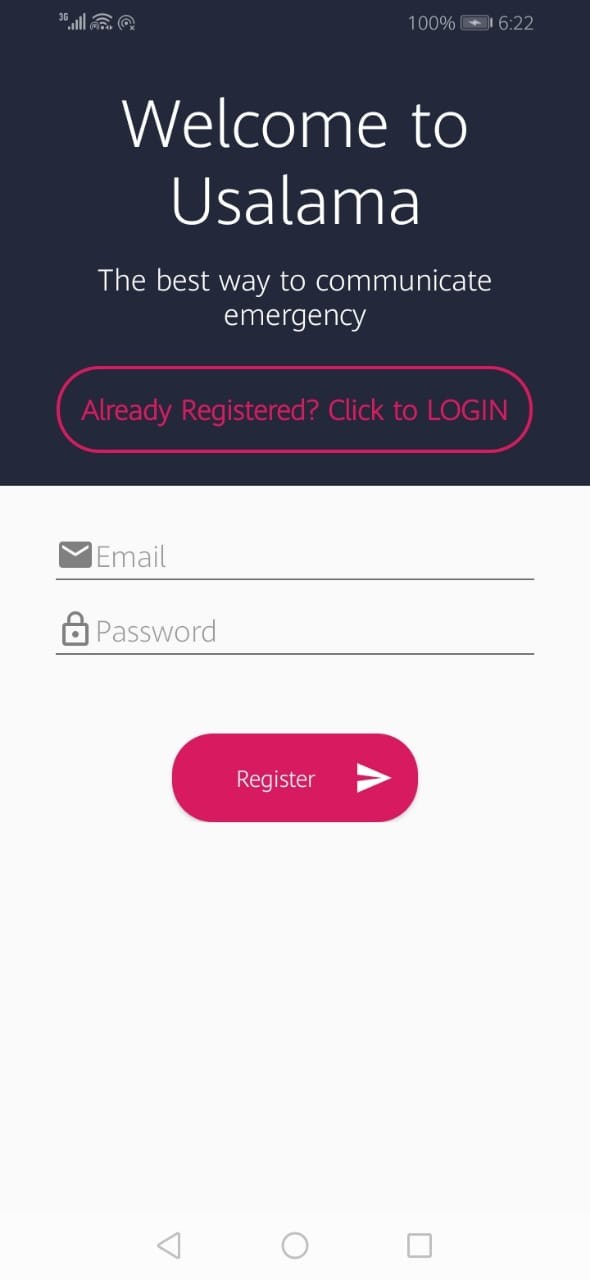 3G 100% 6:22
Welcome to
Usalama
The best way to communicate
emergency
Already Registered? Click to LOGIN
Email
Password
Register